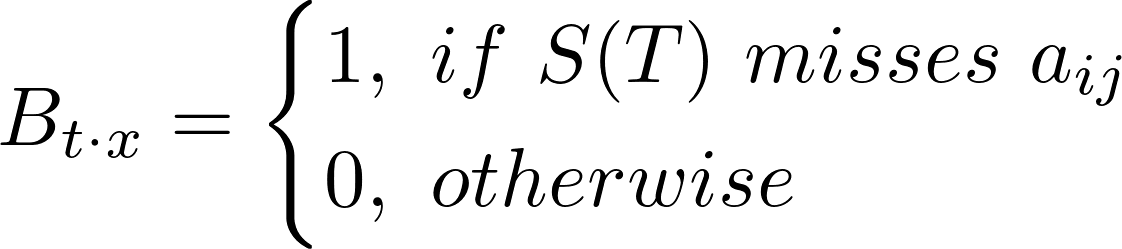 B_{t·x} = { 1, if S(T) misses a_{ij}
0, otherwise